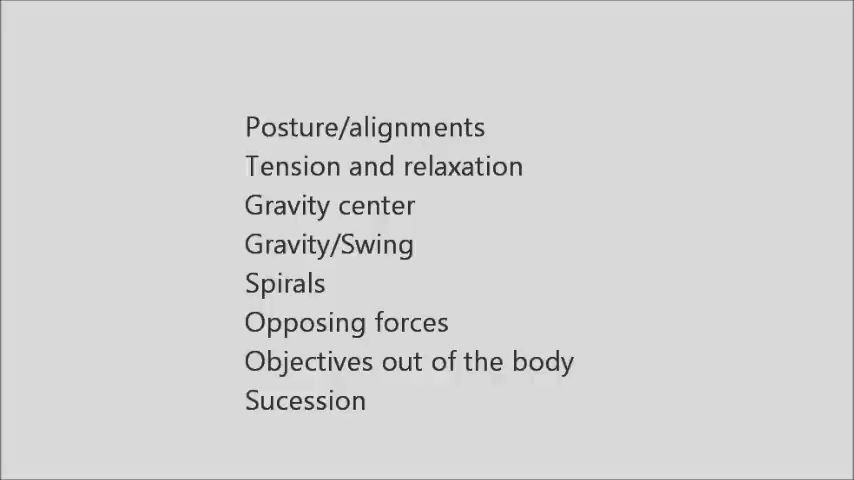 Posture/alignments
Tension and relaxation
Gravity center
Gravity/Swing
Spirals
Opposing forces
Objectives out of the body
Sucession